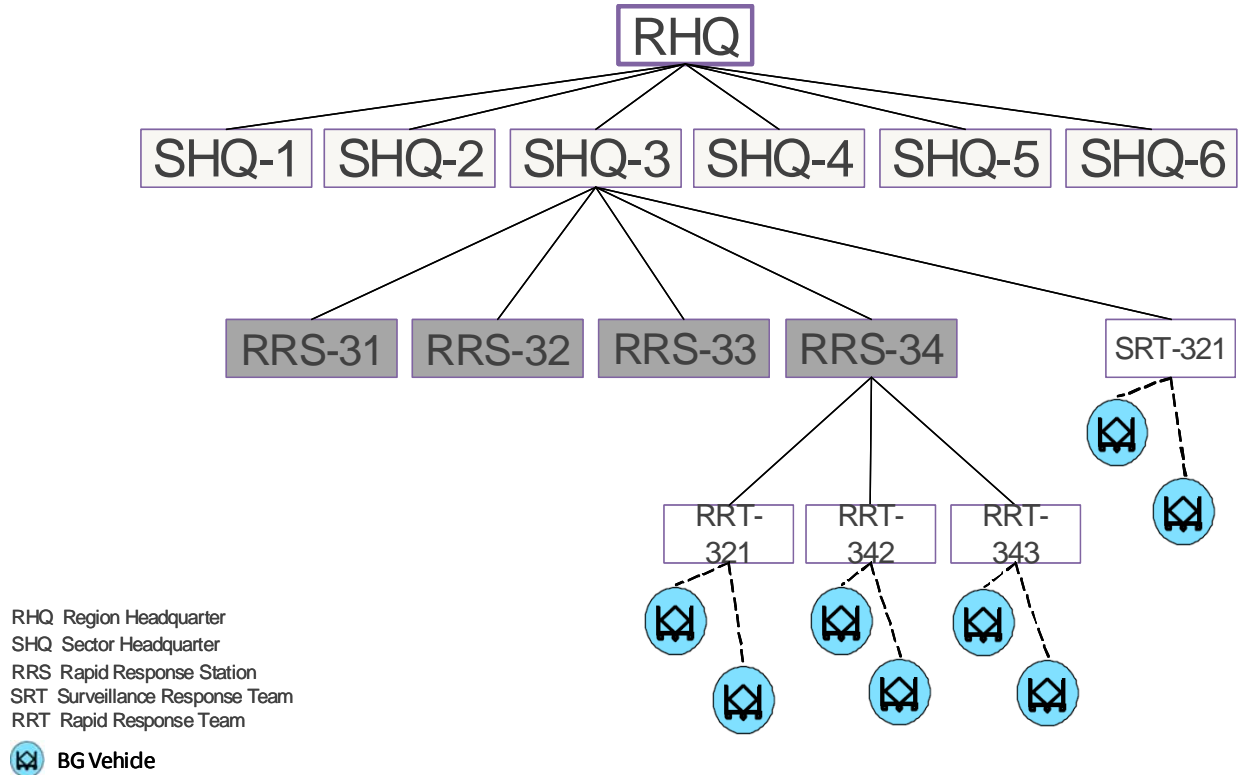 RHQ
SHQ-1 SHQ-2 SHQ-3 SHQ-4 SHQ-5 SHQ-6
RRS-31 RRS-32 RRS-33 RRS-34 SRT-321
RRT-
321
RRT-
342
RRT-
343
RHQ Region Headquarter
SHQ Sector Headquarter
RRS Rapid Response Station
SRT Surveillance Response Team
RRT Rapid Response Team
BG Vehicle